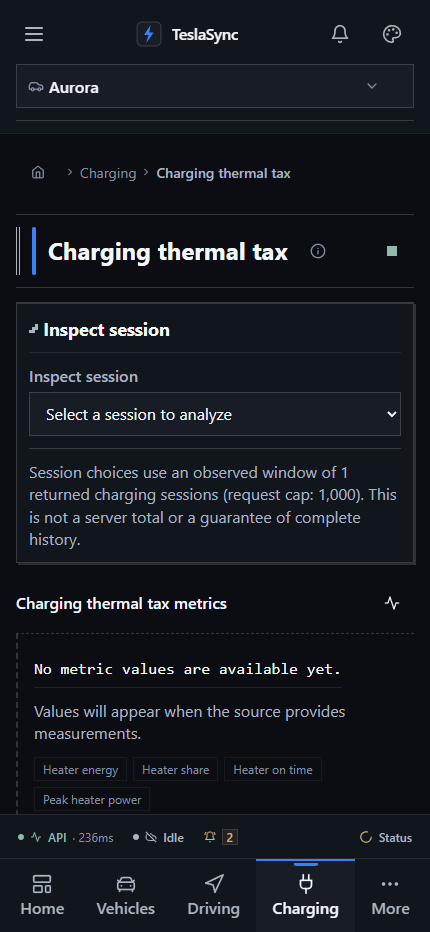 TeslaSync
Aurora
Charging
Charging thermal tax
Charging thermal tax
Inspect session
Inspect session
Select a session to analyze
Session choices use an observed window of 1
returned charging sessions (request cap: 1,000). This
is not a server total or a guarantee of complete
history.
Charging thermal tax metrics
No metric values are available yet.
Values will appear when the source provides
measurements.
Heater energy
Heater share
Heater on time
Peak heater power
API · 236ms
Idle
2
Status
Home
Vehicles
Driving
Charging
More